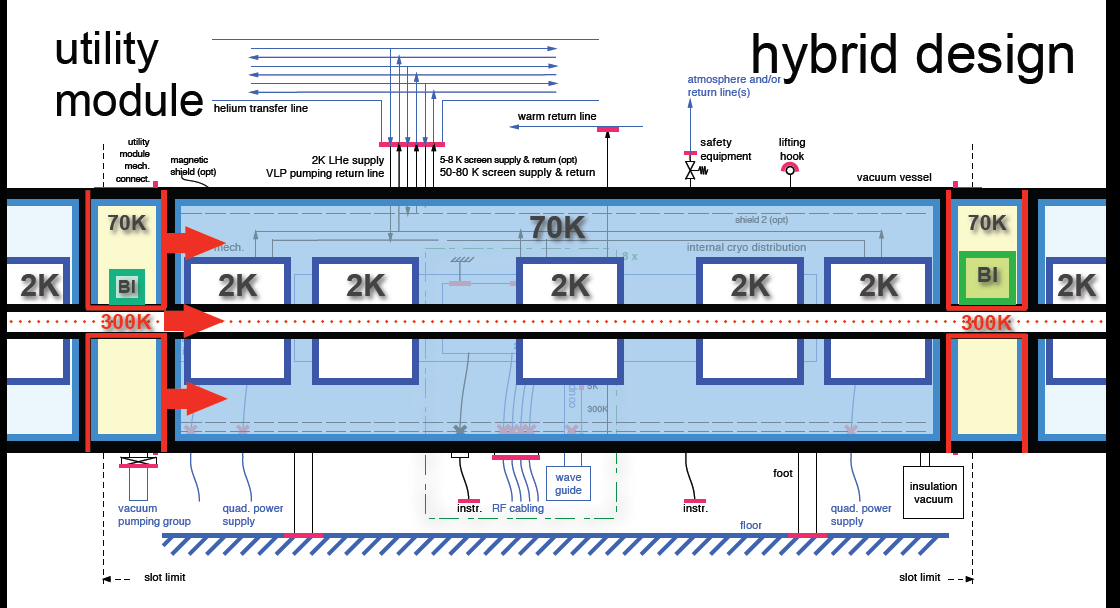 utility
module
hybrid design
atmosphere and/or
return line(s)
helium transfer line
warm return line
utility
module
mech.
connect.
magnetic
shield (opt)
2K LHe supply
VLP pumping return line
5-8 K screen supply & return (opt)
50-80 K screen supply & return
safety
equipment
lifting
hook
vacuum vessel
70K
70K
70K
shield 2 (opt)
mech.
internal cryo distribution
8 x
2K
BI
2K
2K
2K
2K
2K
BI
2K
300K
300K
5K
300K
vacuum
pumping group
quad. power
supply
instr.
RF cabling
wave
guide
instr.
foot
quad. power
supply
insulation
vacuum
floor
slot limit
slot limit